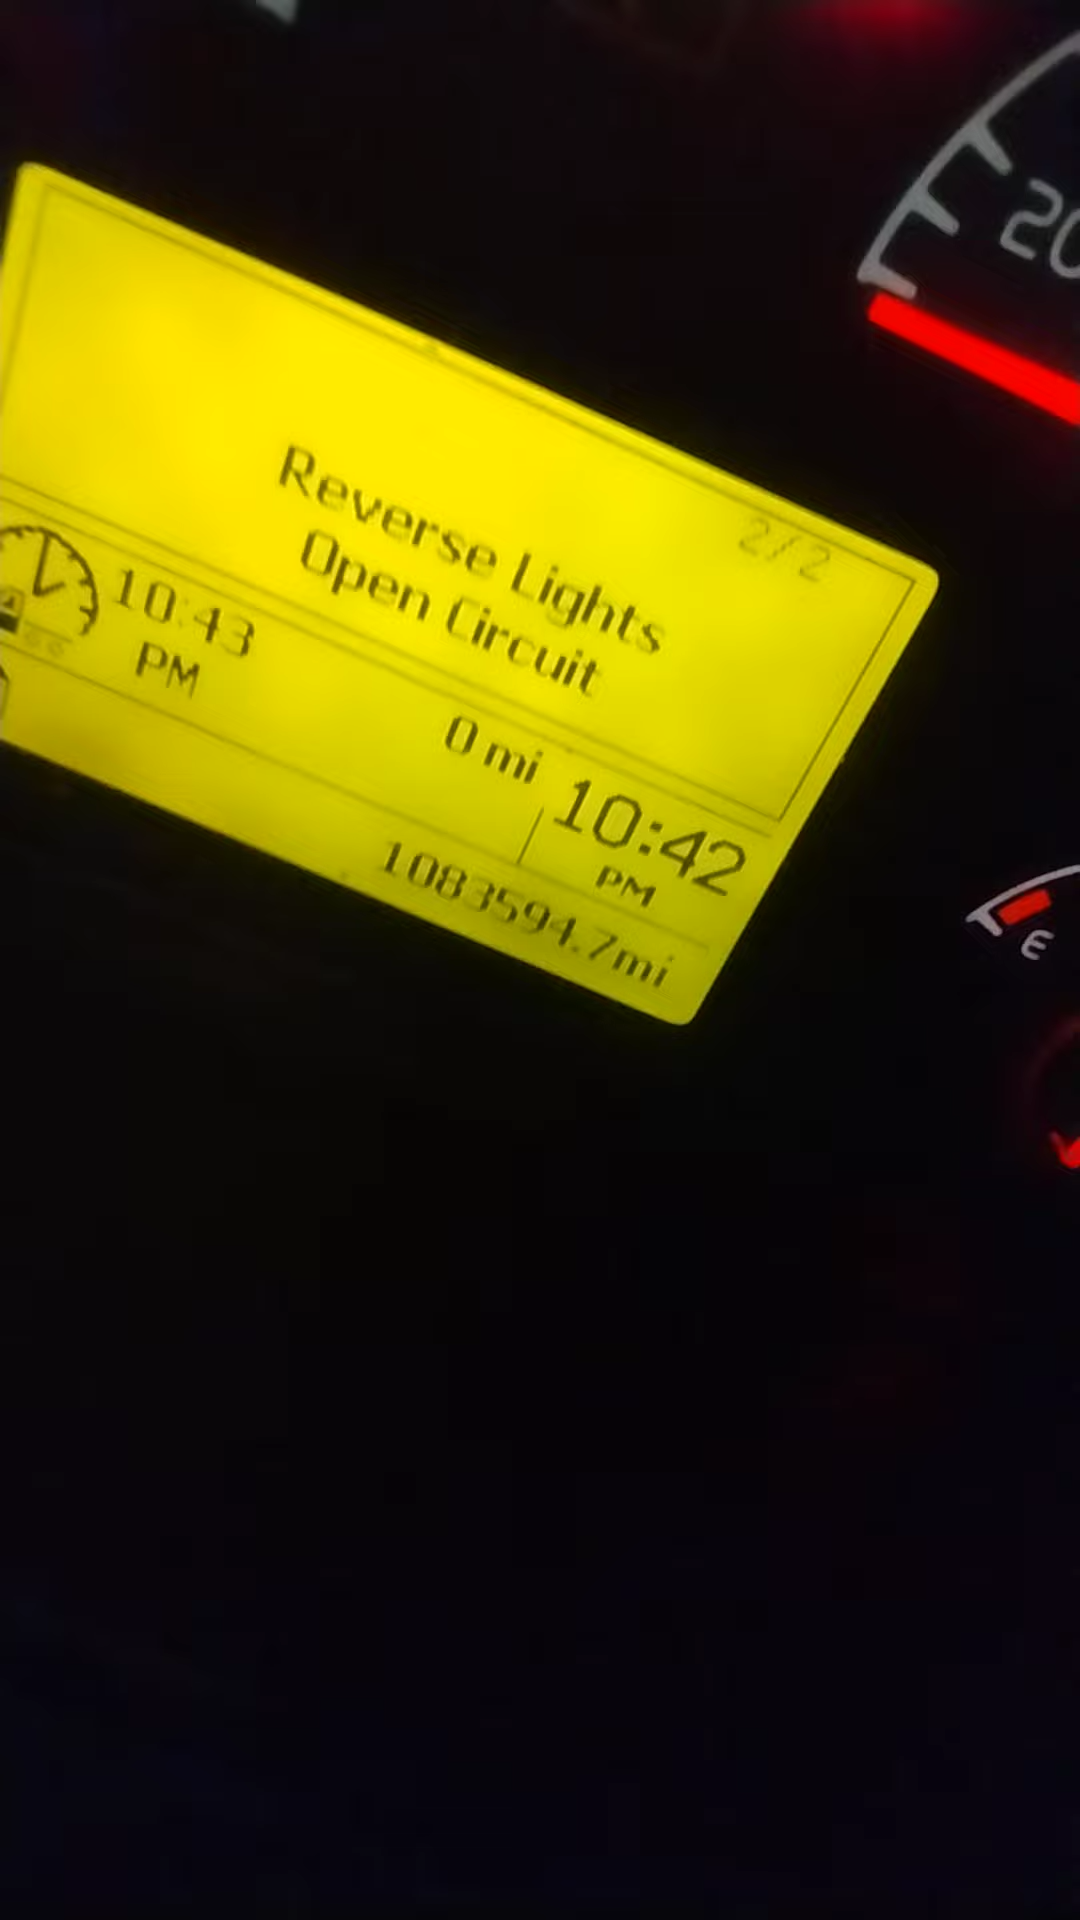 20
2/2
Reverse Lights
Open Circuit
10:43
PM
0 mi
10:42
PM
1083594.7mi
E